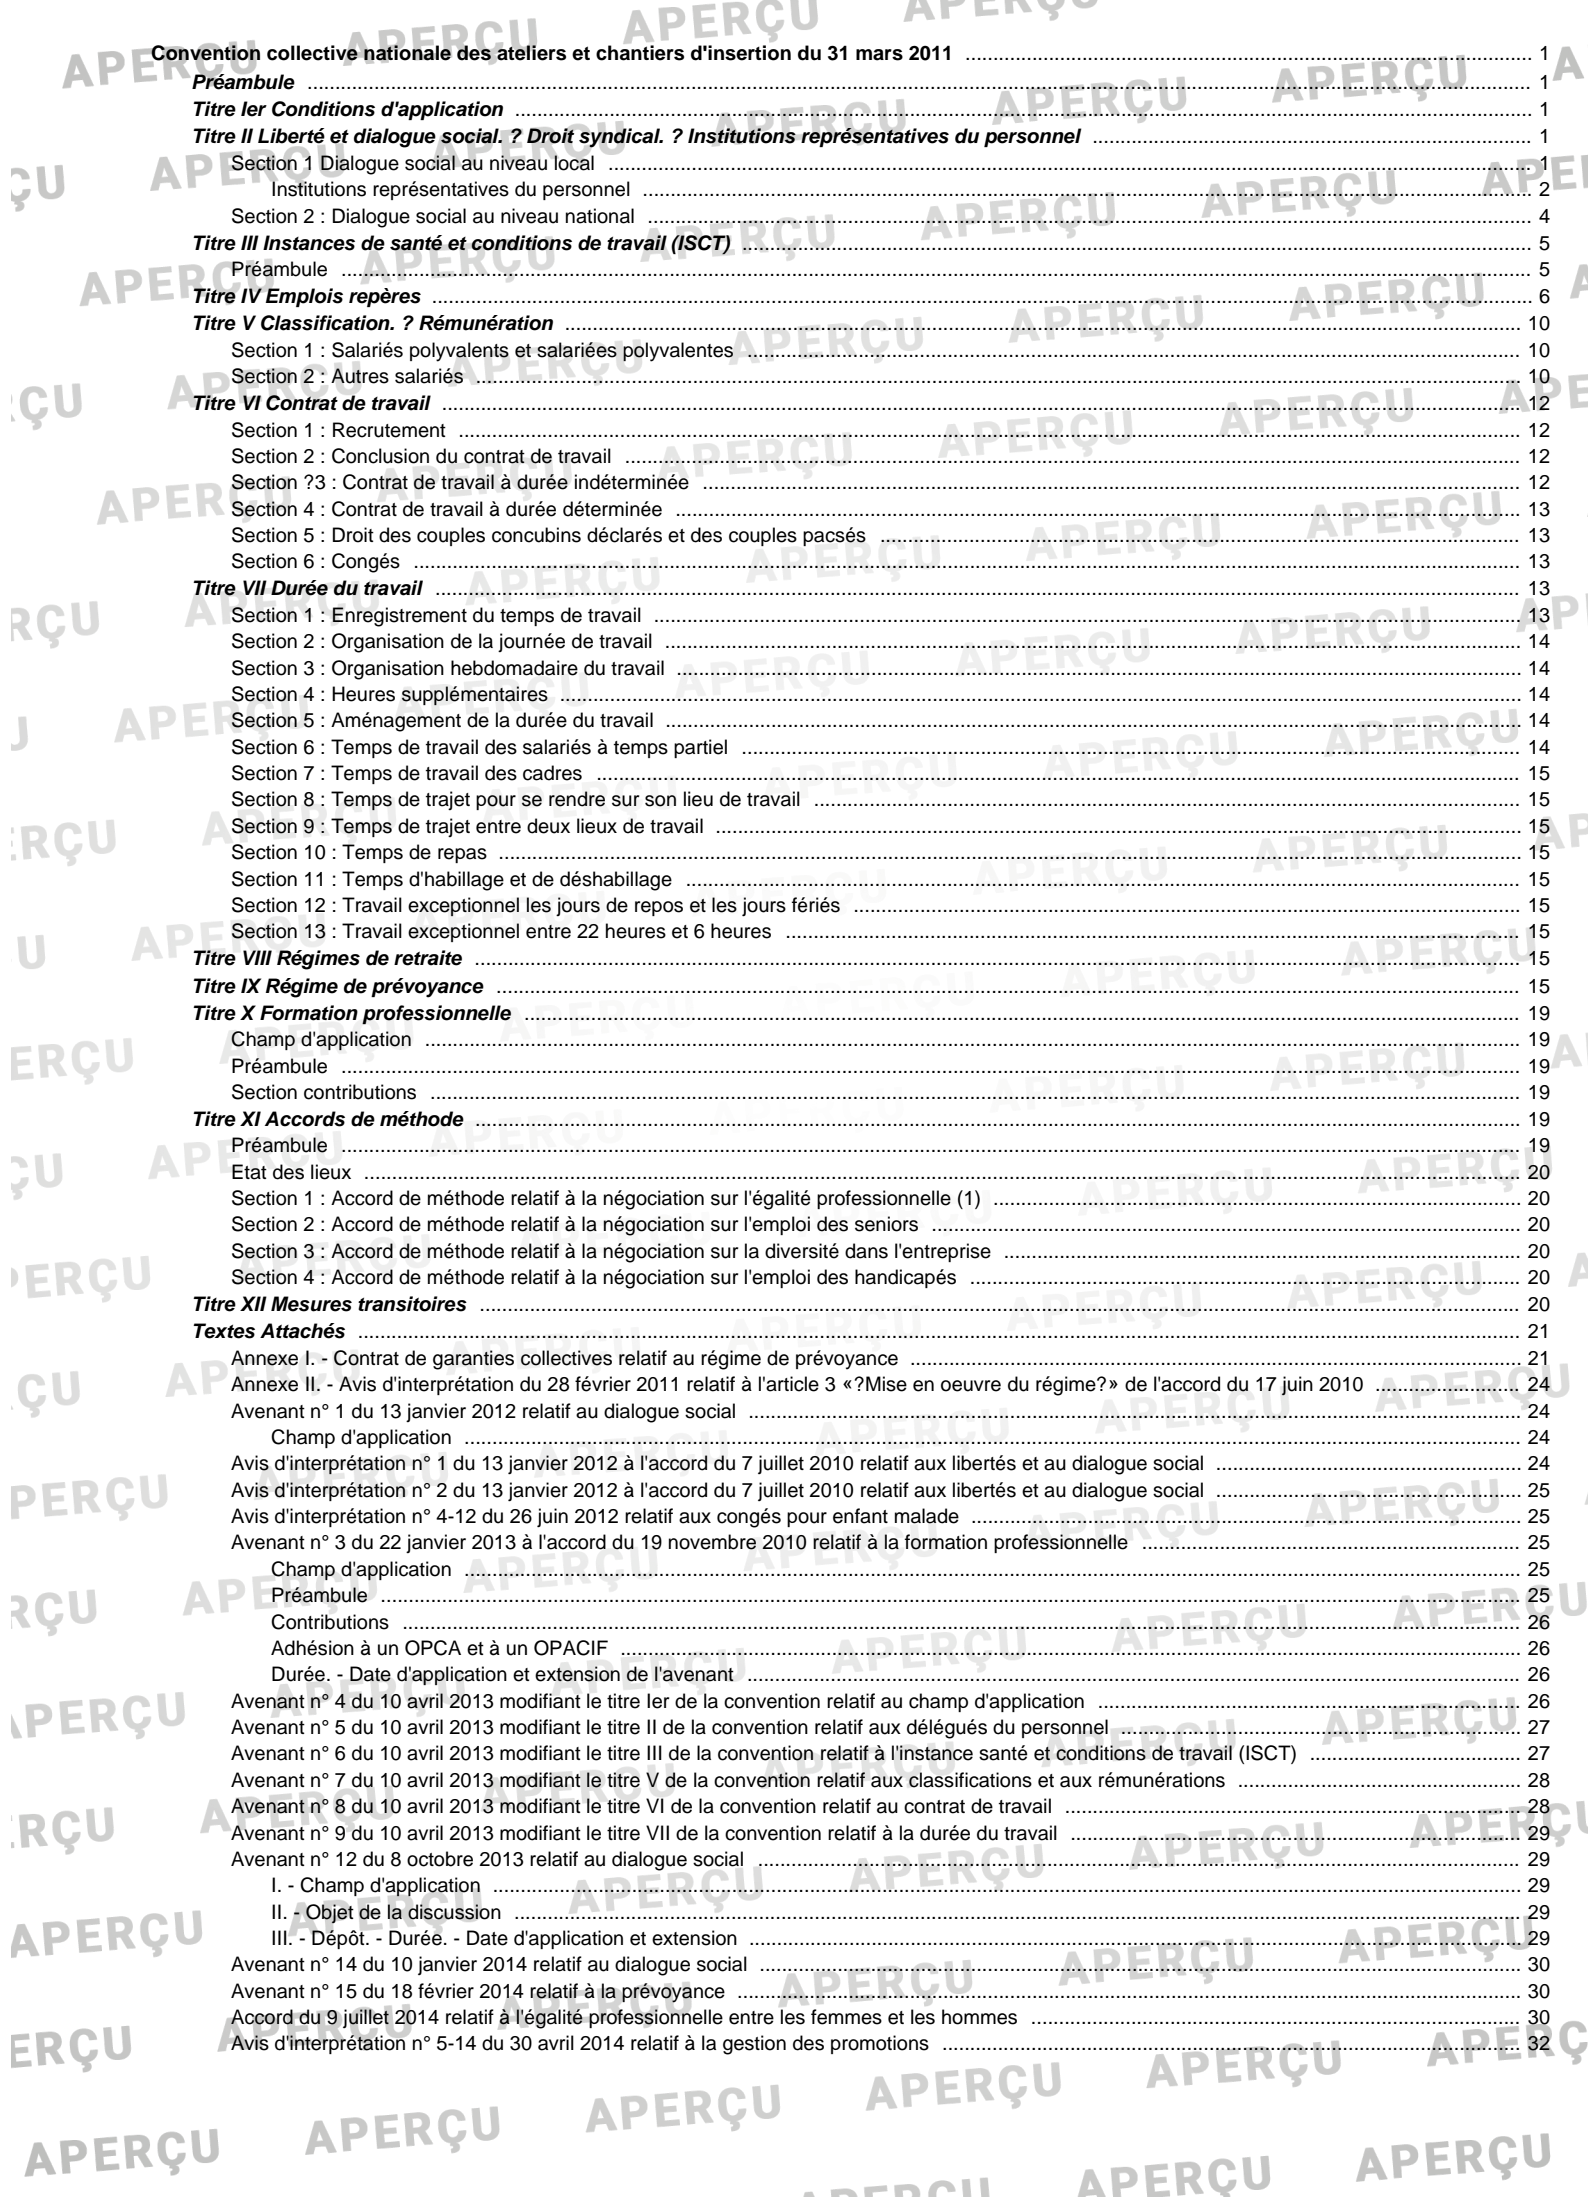 Convention collective nationale des ateliers et chantiers d'insertion du 31 mars 2011 ........ 1
Préambule ........ 1
Titre Ier Conditions d'application ........ 1
Titre II Liberté et dialogue social. ? Droit syndical. ? Institutions représentatives du personnel ........ 1
Section 1 Dialogue social au niveau local ........ 1
Institutions représentatives du personnel ........ 2
Section 2 : Dialogue social au niveau national ........ 4
Titre III Instances de santé et conditions de travail (ISCT) ........ 5
Préambule ........ 5
Titre IV Emplois repères ........ 6
Titre V Classification. ? Rémunération ........ 10
Section 1 : Salariés polyvalents et salariées polyvalentes ........ 10
Section 2 : Autres salariés ........ 10
Titre VI Contrat de travail ........ 12
Section 1 : Recrutement ........ 12
Section 2 : Conclusion du contrat de travail ........ 12
Section ?3 : Contrat de travail à durée indéterminée ........ 12
Section 4 : Contrat de travail à durée déterminée ........ 13
Section 5 : Droit des couples concubins déclarés et des couples pacsés ........ 13
Section 6 : Congés ........ 13
Titre VII Durée du travail ........ 13
Section 1 : Enregistrement du temps de travail ........ 13
Section 2 : Organisation de la journée de travail ........ 14
Section 3 : Organisation hebdomadaire du travail ........ 14
Section 4 : Heures supplémentaires ........ 14
Section 5 : Aménagement de la durée du travail ........ 14
Section 6 : Temps de travail des salariés à temps partiel ........ 14
Section 7 : Temps de travail des cadres ........ 15
Section 8 : Temps de trajet pour se rendre sur son lieu de travail ........ 15
Section 9 : Temps de trajet entre deux lieux de travail ........ 15
Section 10 : Temps de repas ........ 15
Section 11 : Temps d'habillage et de déshabillage ........ 15
Section 12 : Travail exceptionnel les jours de repos et les jours fériés ........ 15
Section 13 : Travail exceptionnel entre 22 heures et 6 heures ........ 15
Titre VIII Régimes de retraite ........ 15
Titre IX Régime de prévoyance ........ 15
Titre X Formation professionnelle ........ 19
Champ d'application ........ 19
Préambule ........ 19
Section contributions ........ 19
Titre XI Accords de méthode ........ 19
Préambule ........ 19
Etat des lieux ........ 20
Section 1 : Accord de méthode relatif à la négociation sur l'égalité professionnelle (1) ........ 20
Section 2 : Accord de méthode relatif à la négociation sur l'emploi des seniors ........ 20
Section 3 : Accord de méthode relatif à la négociation sur la diversité dans l'entreprise ........ 20
Section 4 : Accord de méthode relatif à la négociation sur l'emploi des handicapés ........ 20
Titre XII Mesures transitoires ........ 20
Textes Attachés ........ 21
Annexe I. - Contrat de garanties collectives relatif au régime de prévoyance ........ 21
Annexe II. - Avis d'interprétation du 28 février 2011 relatif à l'article 3 «?Mise en oeuvre du régime?» de l'accord du 17 juin 2010 ........ 24
Avenant n° 1 du 13 janvier 2012 relatif au dialogue social ........ 24
Champ d'application ........ 24
Avis d'interprétation n° 1 du 13 janvier 2012 à l'accord du 7 juillet 2010 relatif aux libertés et au dialogue social ........ 24
Avis d'interprétation n° 2 du 13 janvier 2012 à l'accord du 7 juillet 2010 relatif aux libertés et au dialogue social ........ 25
Avis d'interprétation n° 4-12 du 26 juin 2012 relatif aux congés pour enfant malade ........ 25
Avenant n° 3 du 22 janvier 2013 à l'accord du 19 novembre 2010 relatif à la formation professionnelle ........ 25
Champ d'application ........ 25
Préambule ........ 25
Contributions ........ 26
Adhésion à un OPCA et à un OPACIF ........ 26
Durée. - Date d'application et extension de l'avenant ........ 26
Avenant n° 4 du 10 avril 2013 modifiant le titre Ier de la convention relatif au champ d'application ........ 26
Avenant n° 5 du 10 avril 2013 modifiant le titre II de la convention relatif aux délégués du personnel ........ 27
Avenant n° 6 du 10 avril 2013 modifiant le titre III de la convention relatif à l'instance santé et conditions de travail (ISCT) ........ 27
Avenant n° 7 du 10 avril 2013 modifiant le titre V de la convention relatif aux classifications et aux rémunérations ........ 28
Avenant n° 8 du 10 avril 2013 modifiant le titre VI de la convention relatif au contrat de travail ........ 28
Avenant n° 9 du 10 avril 2013 modifiant le titre VII de la convention relatif à la durée du travail ........ 29
Avenant n° 12 du 8 octobre 2013 relatif au dialogue social ........ 29
I. - Champ d'application ........ 29
II. - Objet de la discussion ........ 29
III. - Dépôt. - Durée. - Date d'application et extension ........ 29
Avenant n° 14 du 10 janvier 2014 relatif au dialogue social ........ 30
Avenant n° 15 du 18 février 2014 relatif à la prévoyance ........ 30
Accord du 9 juillet 2014 relatif à l'égalité professionnelle entre les femmes et les hommes ........ 30
Avis d'interprétation n° 5-14 du 30 avril 2014 relatif à la gestion des promotions ........ 32
APERÇU